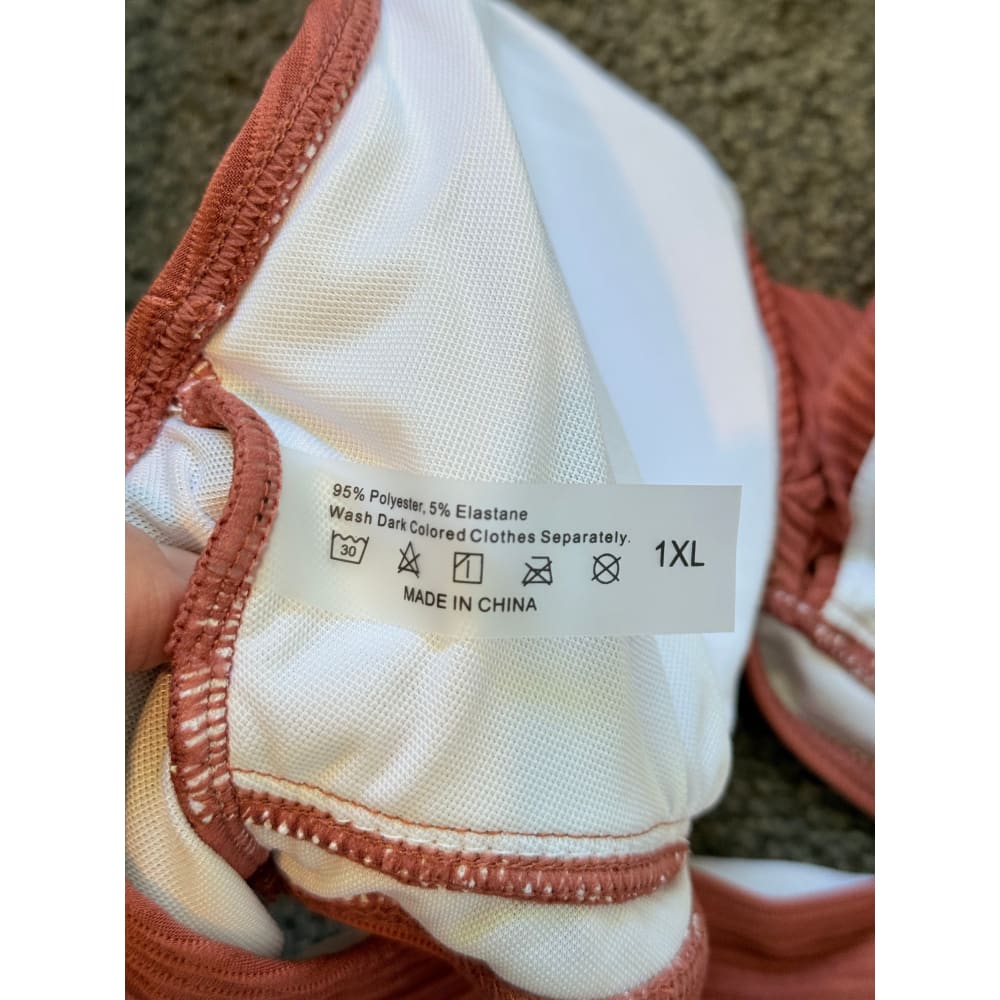 95% Polyester, 5% Elastane
Wash Dark Colored Clothes Separately.
30
1XL
MADE IN CHINA